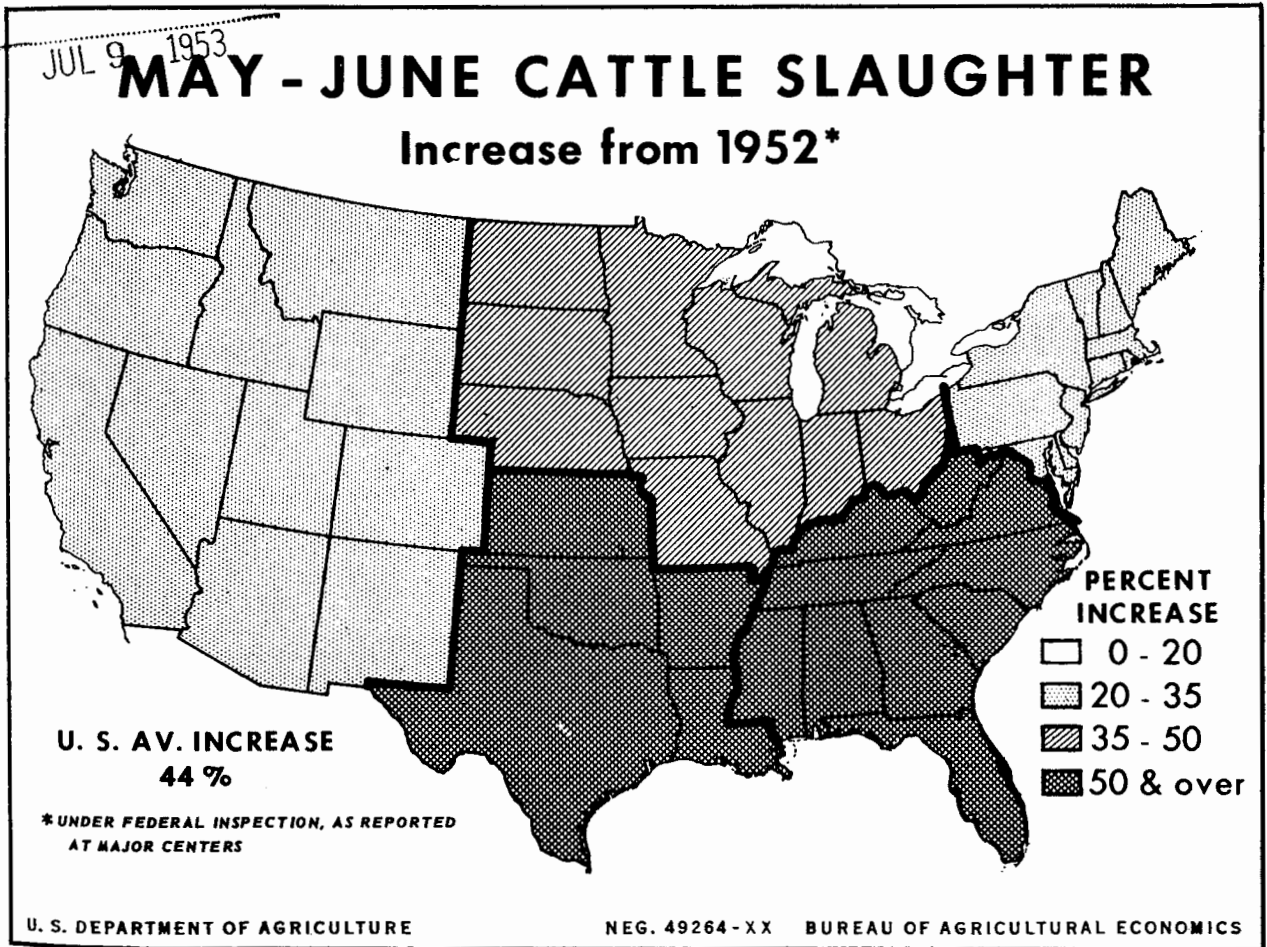 JUL 9 1953
MAY - JUNE CATTLE SLAUGHTER
Increase from 1952*
PERCENT
INCREASE
0 - 20
20 - 35
35 - 50
50 & over
U. S. AV. INCREASE
44 %
*UNDER FEDERAL INSPECTION, AS REPORTED
AT MAJOR CENTERS
U. S. DEPARTMENT OF AGRICULTURE NEG. 49264-XX BUREAU OF AGRICULTURAL ECONOMICS